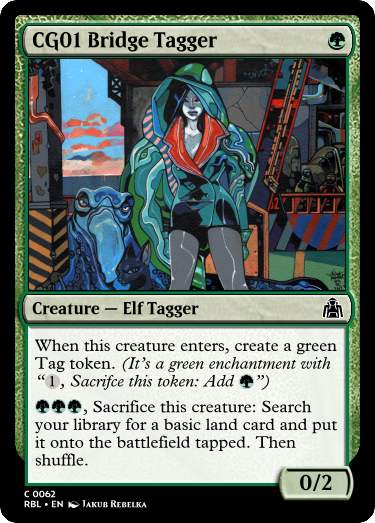 CG01 Bridge Tagger
Creature — Elf Tagger
When this creature enters, create a green
Tag token. (It's a green enchantment with
“1, Sacrifce this token: Add ”)
, Sacrifice this creature: Search
your library for a basic land card and put
it onto the battlefield tapped. Then
shuffle.
0/2
C 0062
RBL • EN Jakub Rebelka